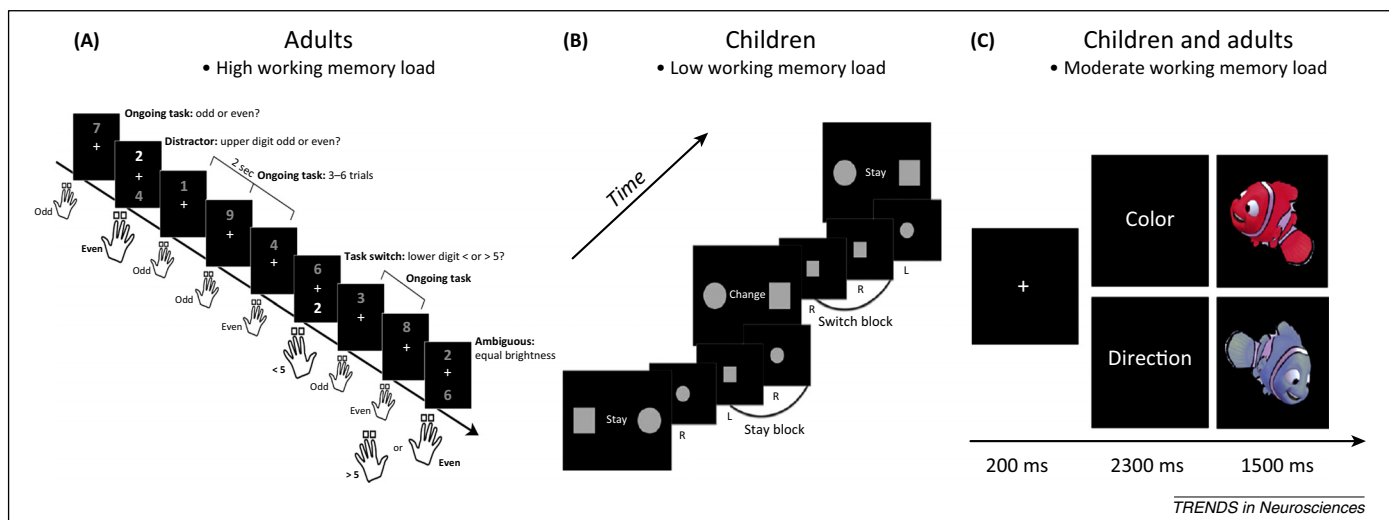 (A) Adults
• High working memory load
Ongoing task: odd or even?
7
+
Distractor: upper digit odd or even?
2
+
4
2 sec
Ongoing task: 3–6 trials
1
+
9
+
4
+
Task switch: lower digit < or > 5?
6
+
2
Ongoing task
3
+
8
+
Ambiguous:
equal brightness
2
+
6
Odd
Even
Odd
Odd
Even
< 5
Odd
Even
> 5
or
Even
(B) Children
• Low working memory load
Time
Stay
L
R
R
Switch block
Change
R
L
R
Stay block
Stay
(C) Children and adults
• Moderate working memory load
+
Color
Direction
200 ms
2300 ms
1500 ms
TRENDS in Neurosciences